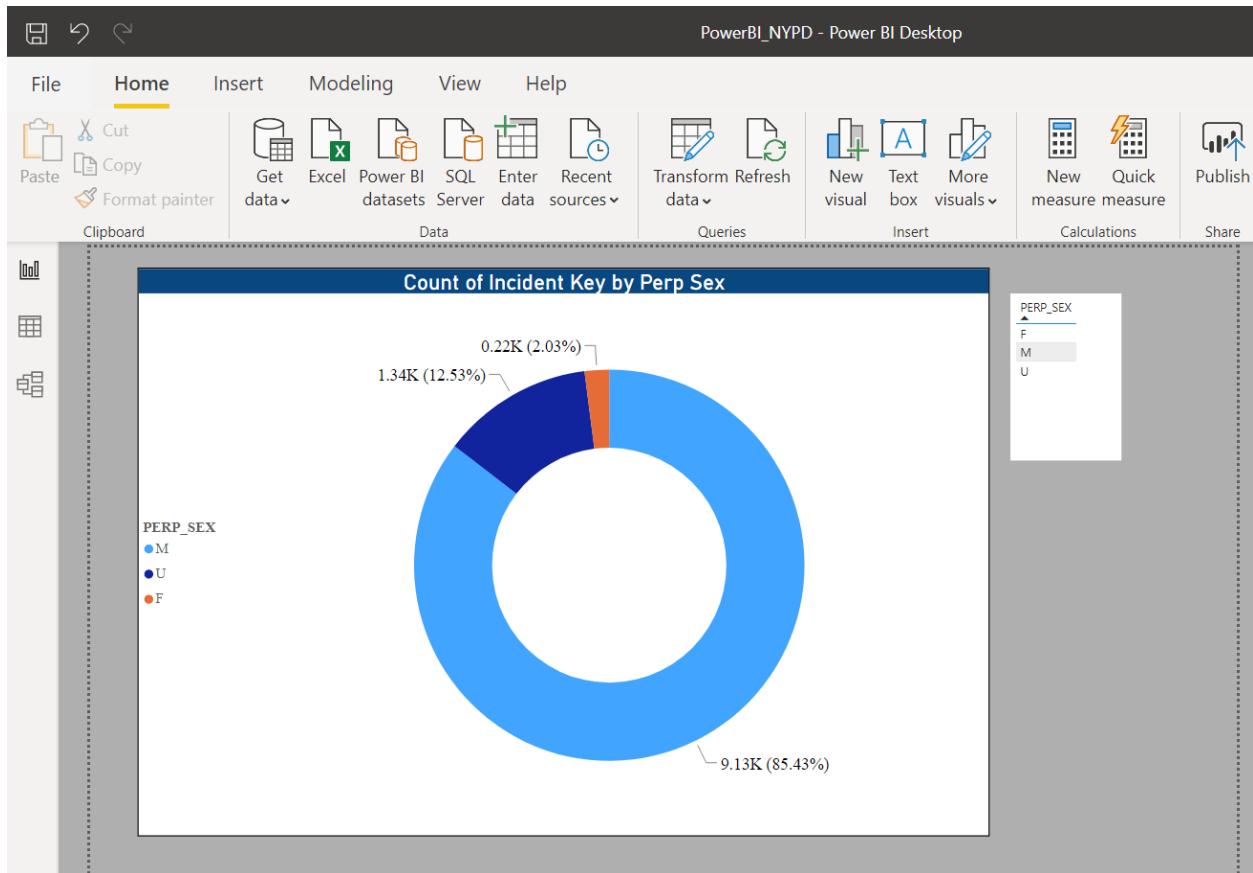 PowerBI_NYPD - Power BI Desktop
File Home Insert Modeling View Help
Paste
Cut
Copy
Format painter
Clipboard
Get data
Excel
Power BI datasets
SQL Server
Enter data
Recent sources
Data
Transform data
Refresh
Queries
New visual
Text box
More visuals
Insert
New measure
Quick measure
Calculations
Publish
Share
Count of Incident Key by Perp Sex
0.22K (2.03%)
1.34K (12.53%)
PERP_SEX
M
U
F
9.13K (85.43%)
PERP_SEX
F
M
U